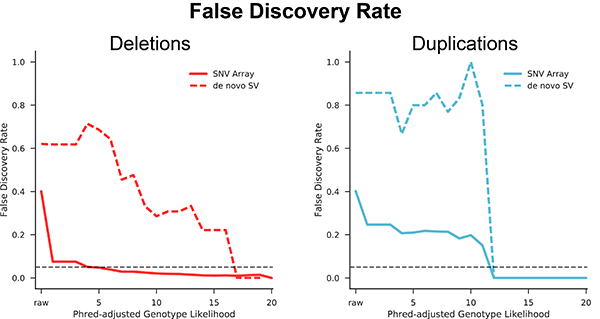 False Discovery Rate
Deletions
False Discovery Rate
1.0
0.8
0.6
0.4
0.2
0.0
SNV Array
de novo SV
raw 5 10 15 20
Phred-adjusted Genotype Likelihood
Duplications
False Discovery Rate
1.0
0.8
0.6
0.4
0.2
0.0
SNV Array
de novo SV
raw 5 10 15 20
Phred-adjusted Genotype Likelihood